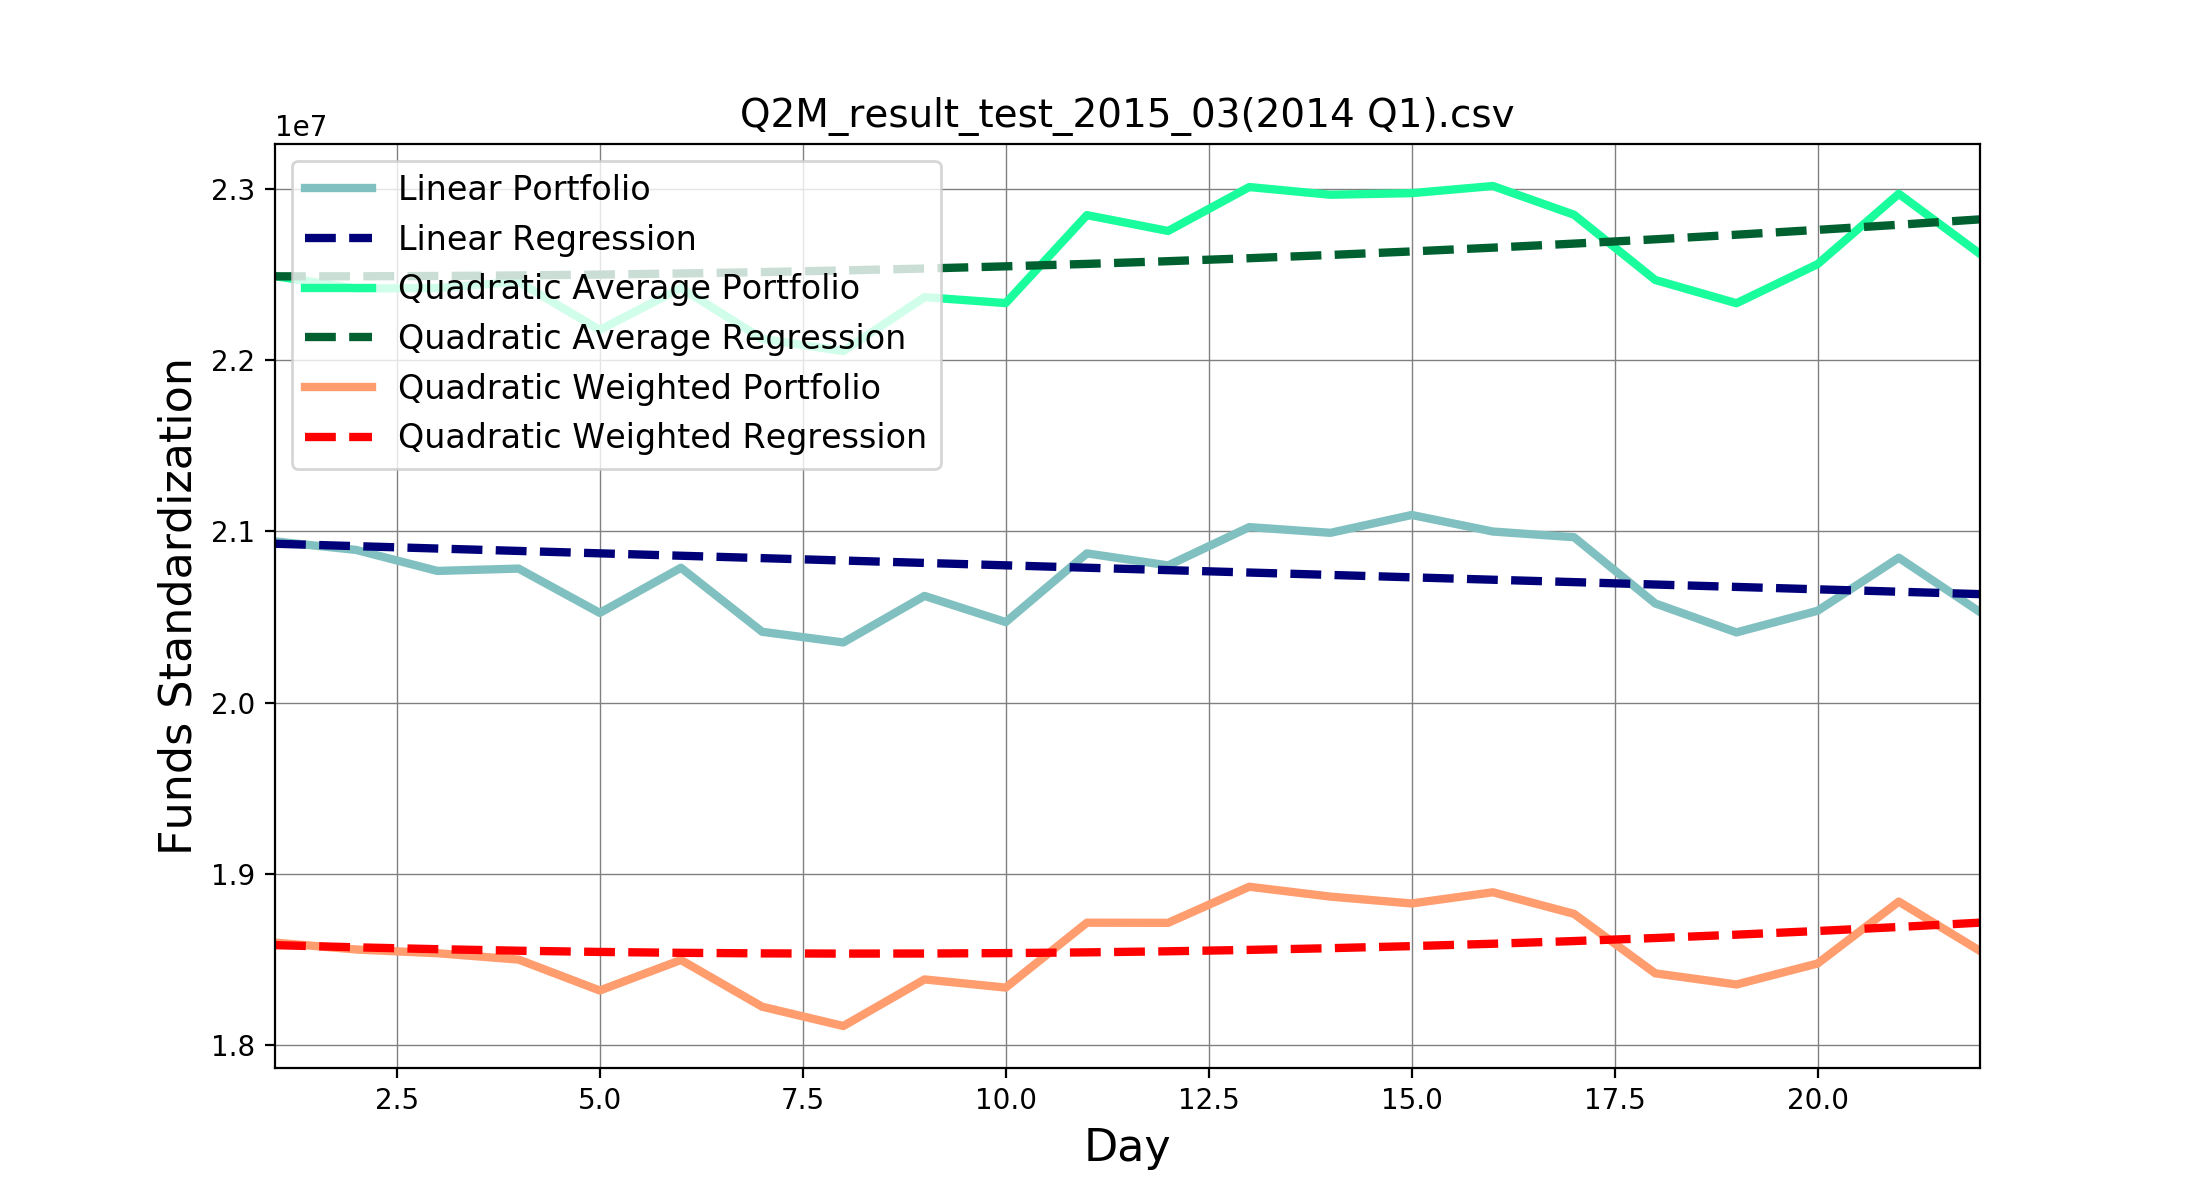 Q2M_result_test_2015_03(2014 Q1).csv
1e7
Linear Portfolio
Linear Regression
Quadratic Average Portfolio
Quadratic Average Regression
Quadratic Weighted Portfolio
Quadratic Weighted Regression
2.3
2.2
2.1
2.0
1.9
1.8
Funds Standardization
2.5 5.0 7.5 10.0 12.5 15.0 17.5 20.0
Day